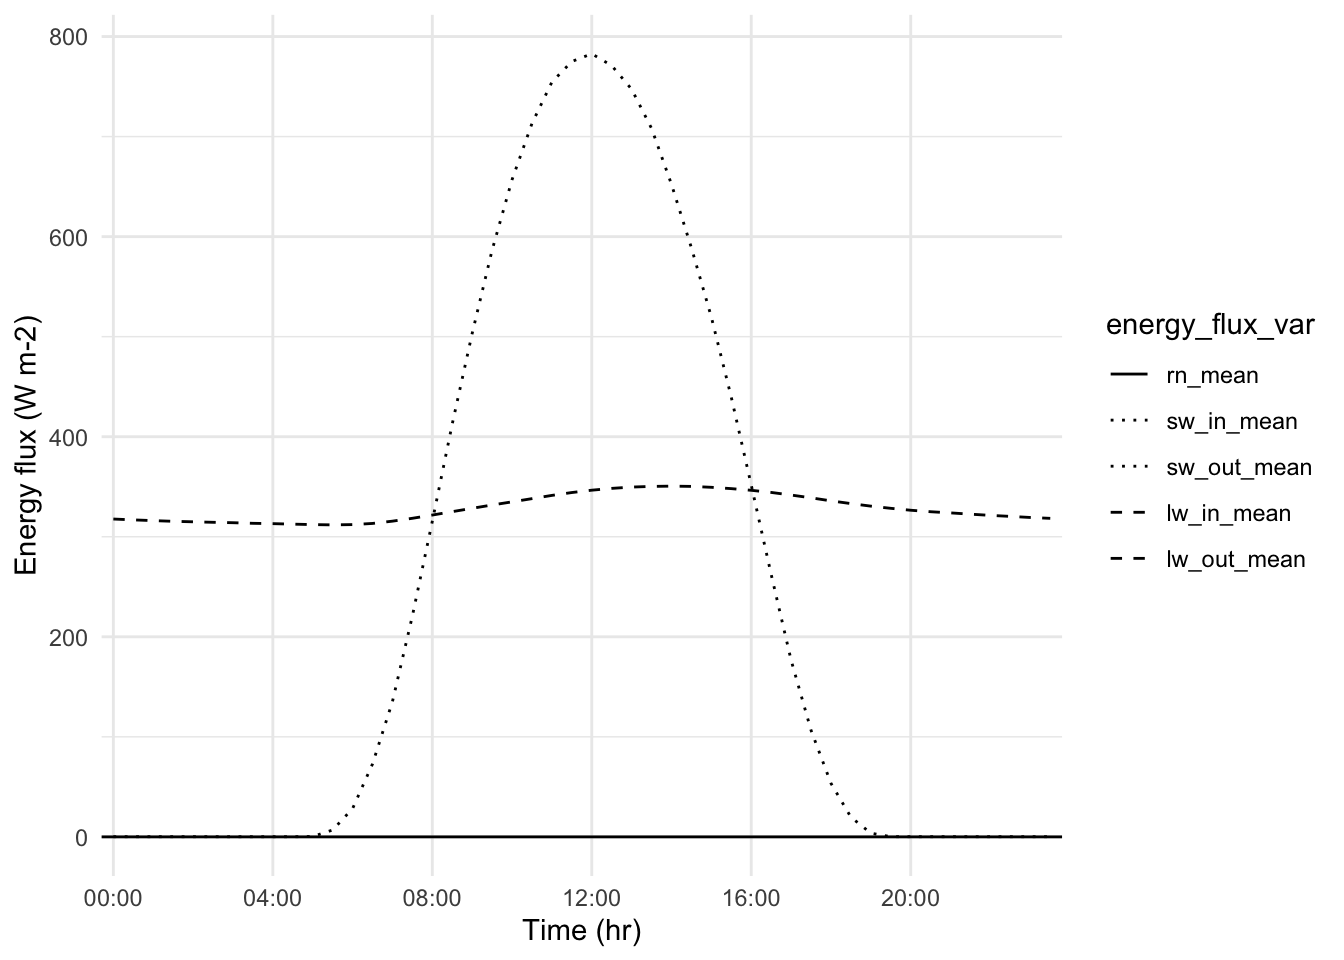 800
600
400
200
0
Energy flux (W m-2)
00:00 04:00 08:00 12:00 16:00 20:00
Time (hr)
energy_flux_var
rn_mean
sw_in_mean
sw_out_mean
lw_in_mean
lw_out_mean